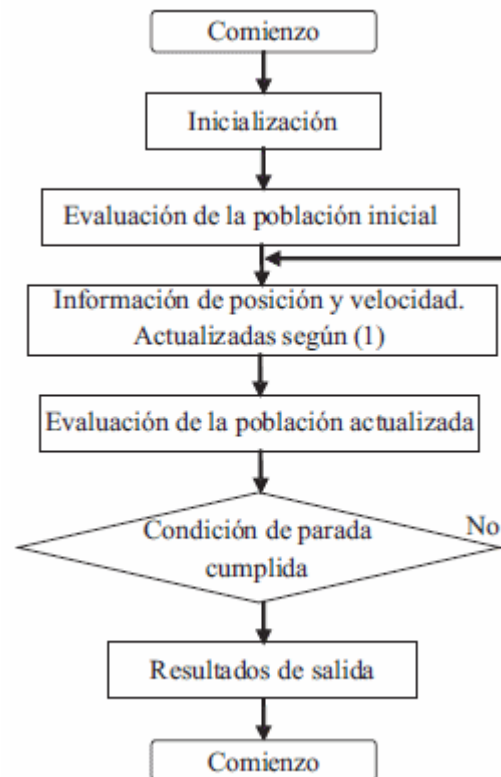 Comienzo
Inicialización
Evaluación de la población inicial
Información de posición y velocidad.
Actualizadas según (1)
Evaluación de la población actualizada
Condición de parada
No
cumplida
Resultados de salida
Comienzo